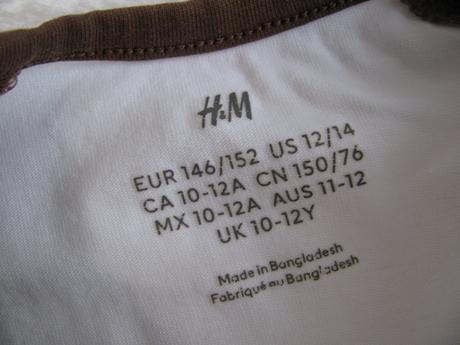 H&M
EUR 146/152 US 12/14
CA 10-12A CN 150/76
MX 10-12A AUS 11-12
UK 10-12Y
Made in Bangladesh
Fabriqué au Bangladesh